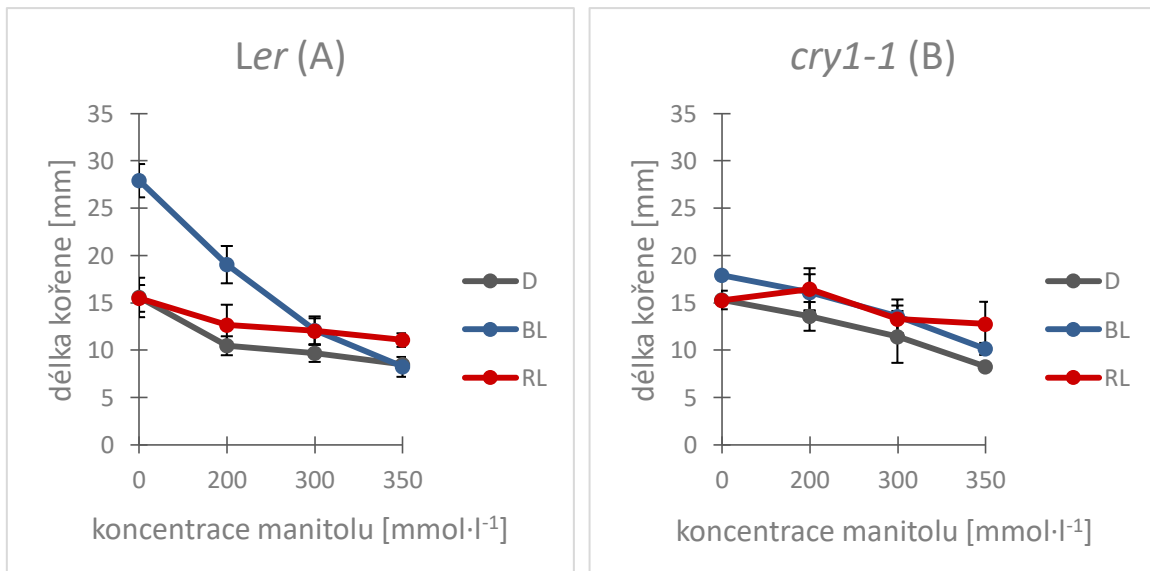 Ler (A)
35
30
25
20
15
10
5
0
délka kořene [mm]
0 200 300 350
koncentrace manitolu [mmol·l⁻¹]
D
BL
RL
cry1-1 (B)
35
30
25
20
15
10
5
0
délka kořene [mm]
0 200 300 350
koncentrace manitolu [mmol·l⁻¹]
D
BL
RL